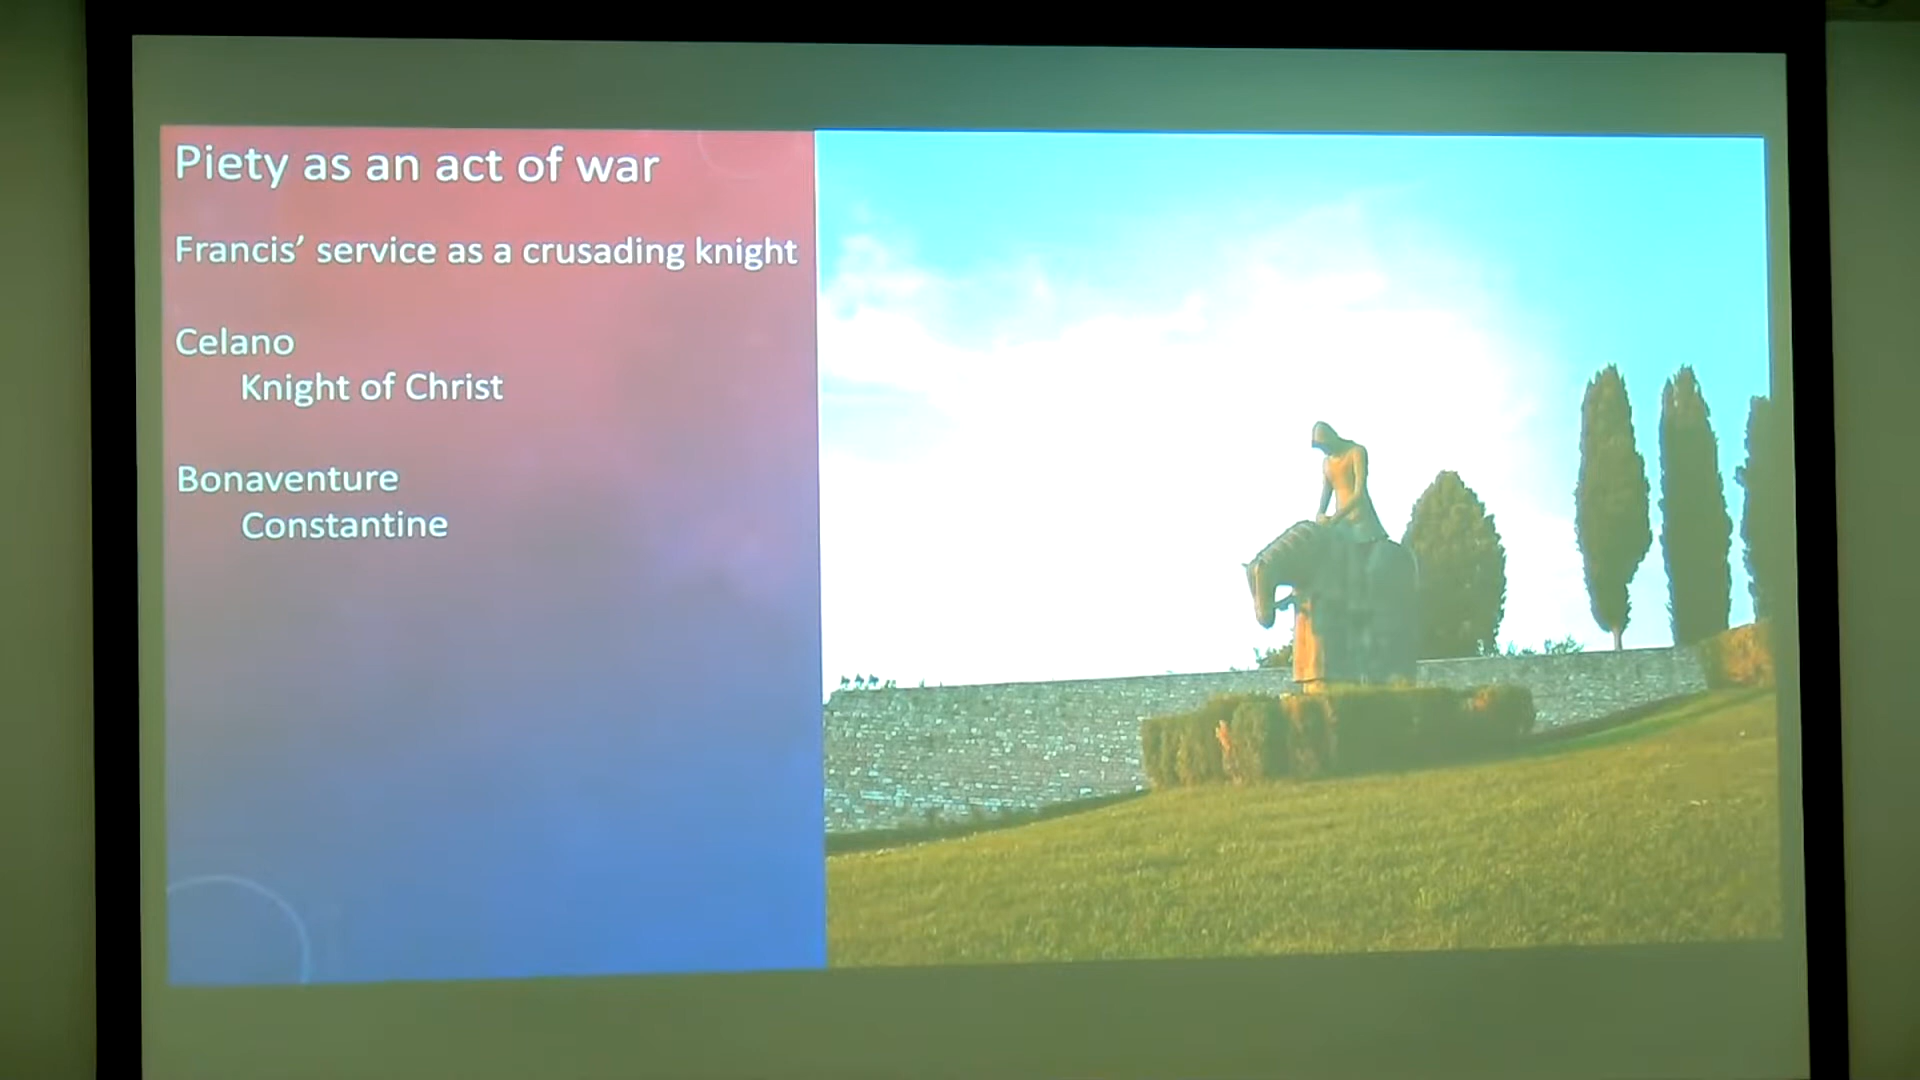 Piety as an act of war
Francis’ service as a crusading knight
Celano
Knight of Christ
Bonaventure
Constantine